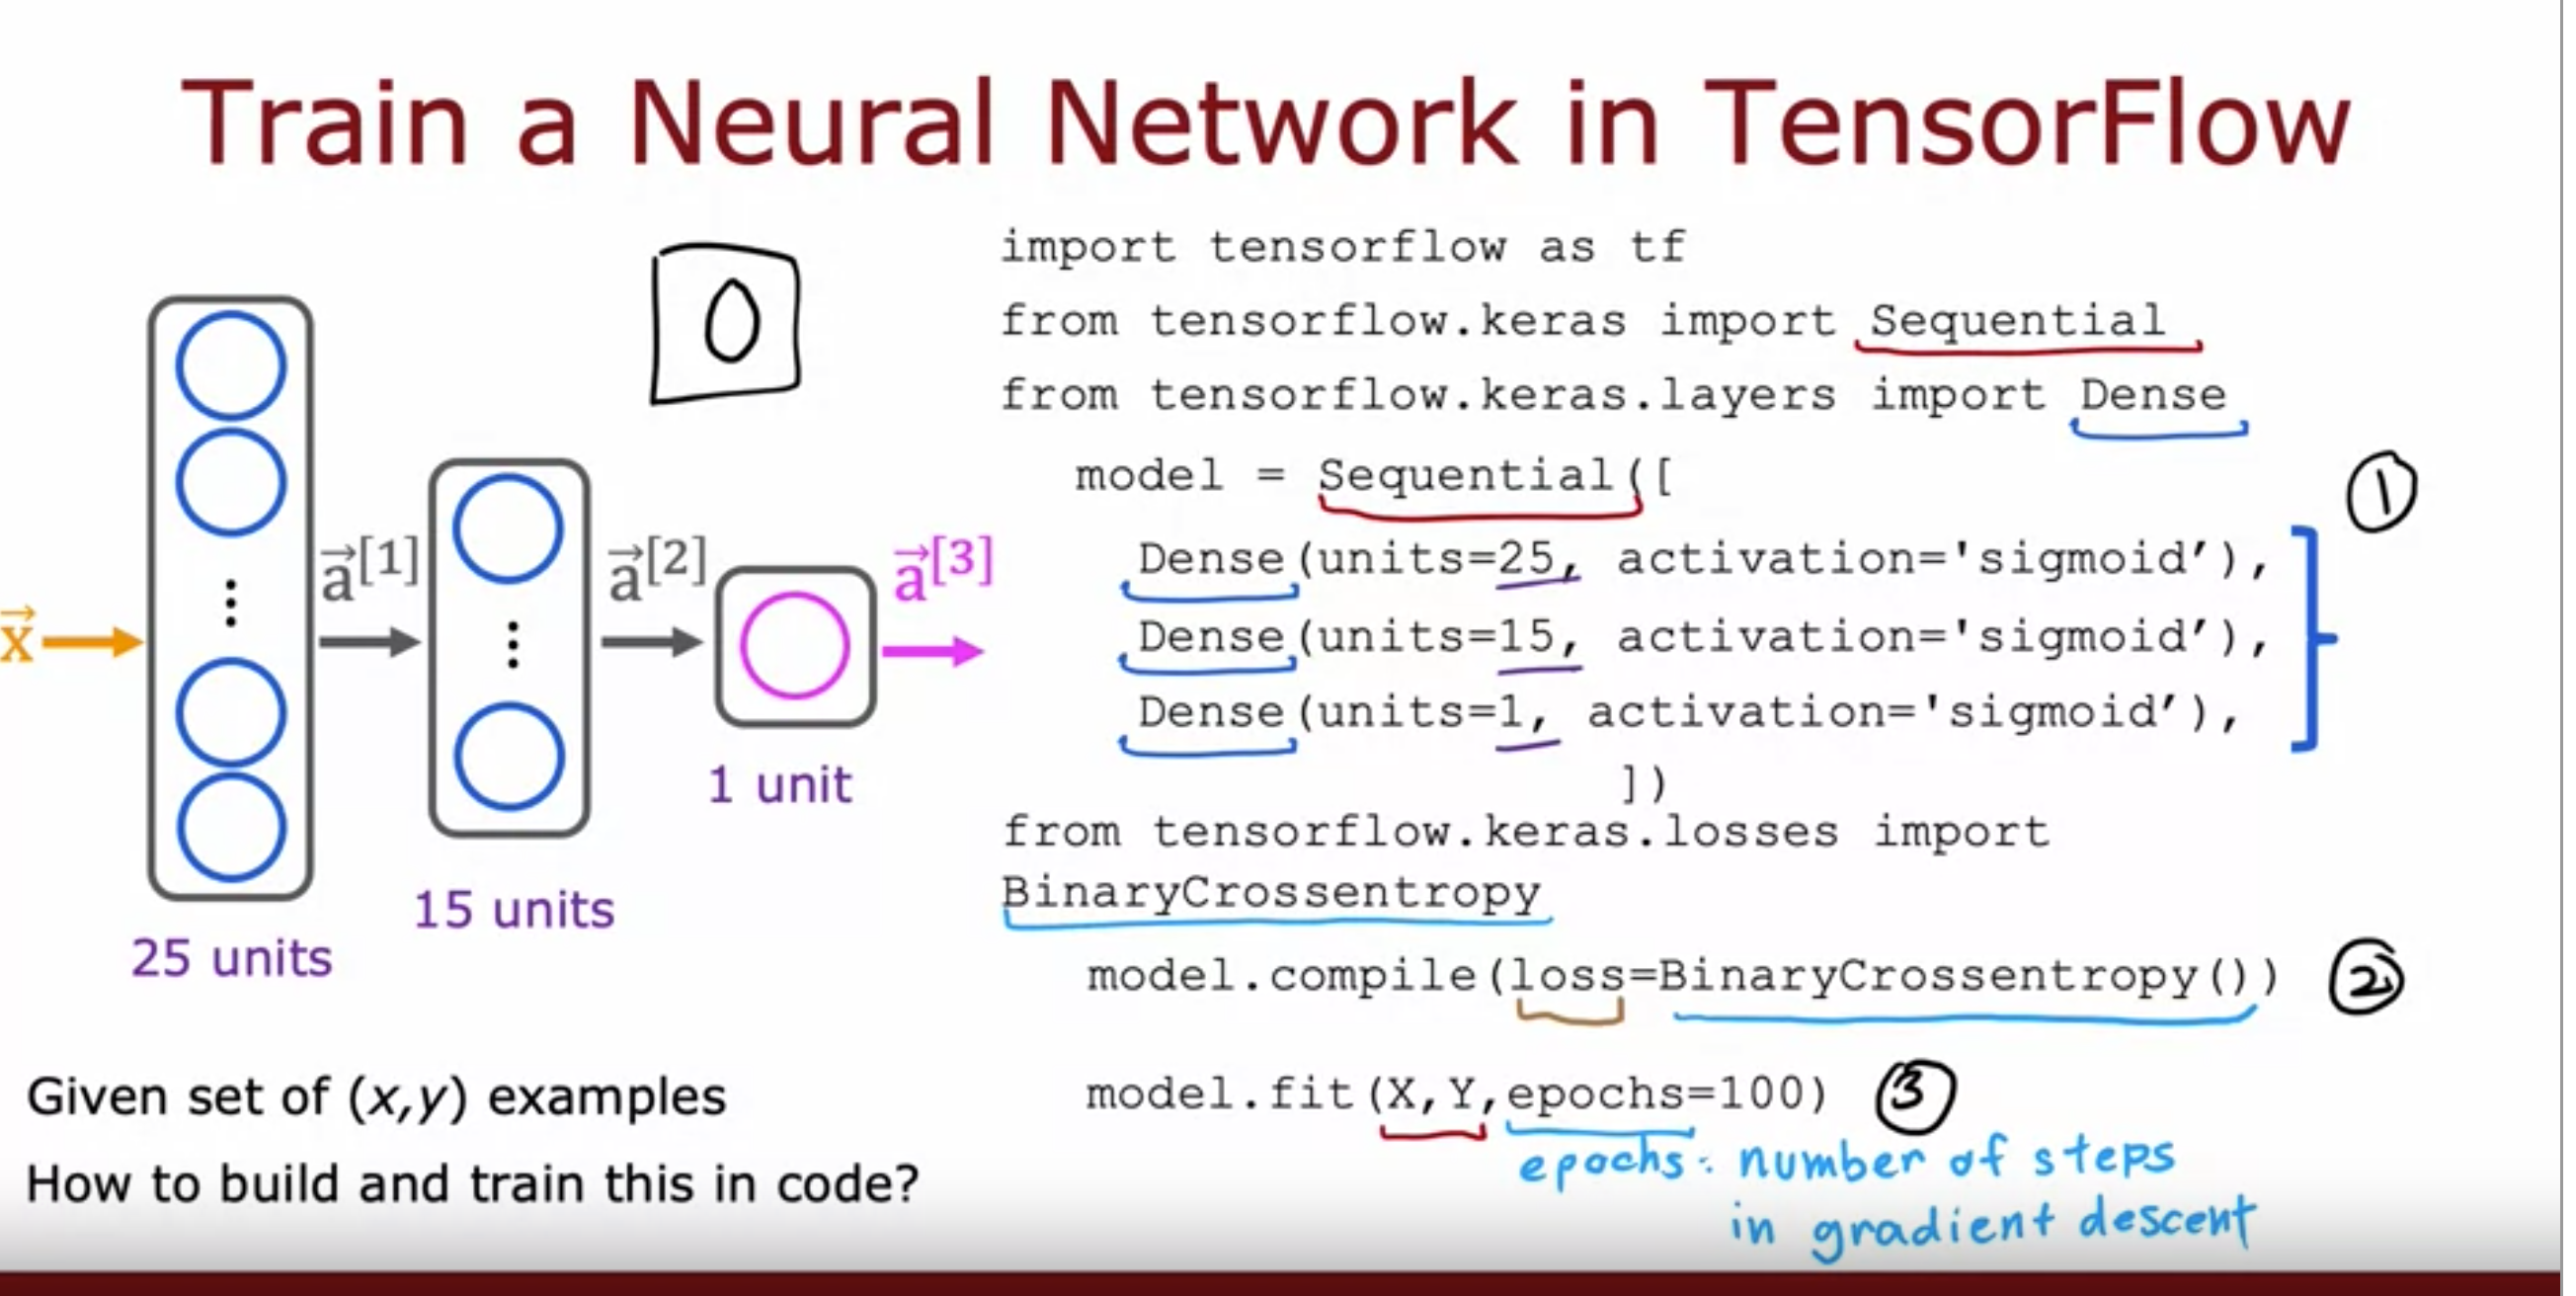 Train a Neural Network in TensorFlow
0
x⃗
a⃗[1]
a⃗[2]
a⃗[3]
25 units
15 units
1 unit
Given set of (x,y) examples
How to build and train this in code?
import tensorflow as tf
from tensorflow.keras import Sequential
from tensorflow.keras.layers import Dense
model = Sequential([
Dense(units=25, activation='sigmoid’),
Dense(units=15, activation='sigmoid’),
Dense(units=1, activation='sigmoid’),
])
①
from tensorflow.keras.losses import
BinaryCrossentropy
model.compile(loss=BinaryCrossentropy()) ②
model.fit(X,Y,epochs=100) ③
epochs: number of steps
in gradient descent